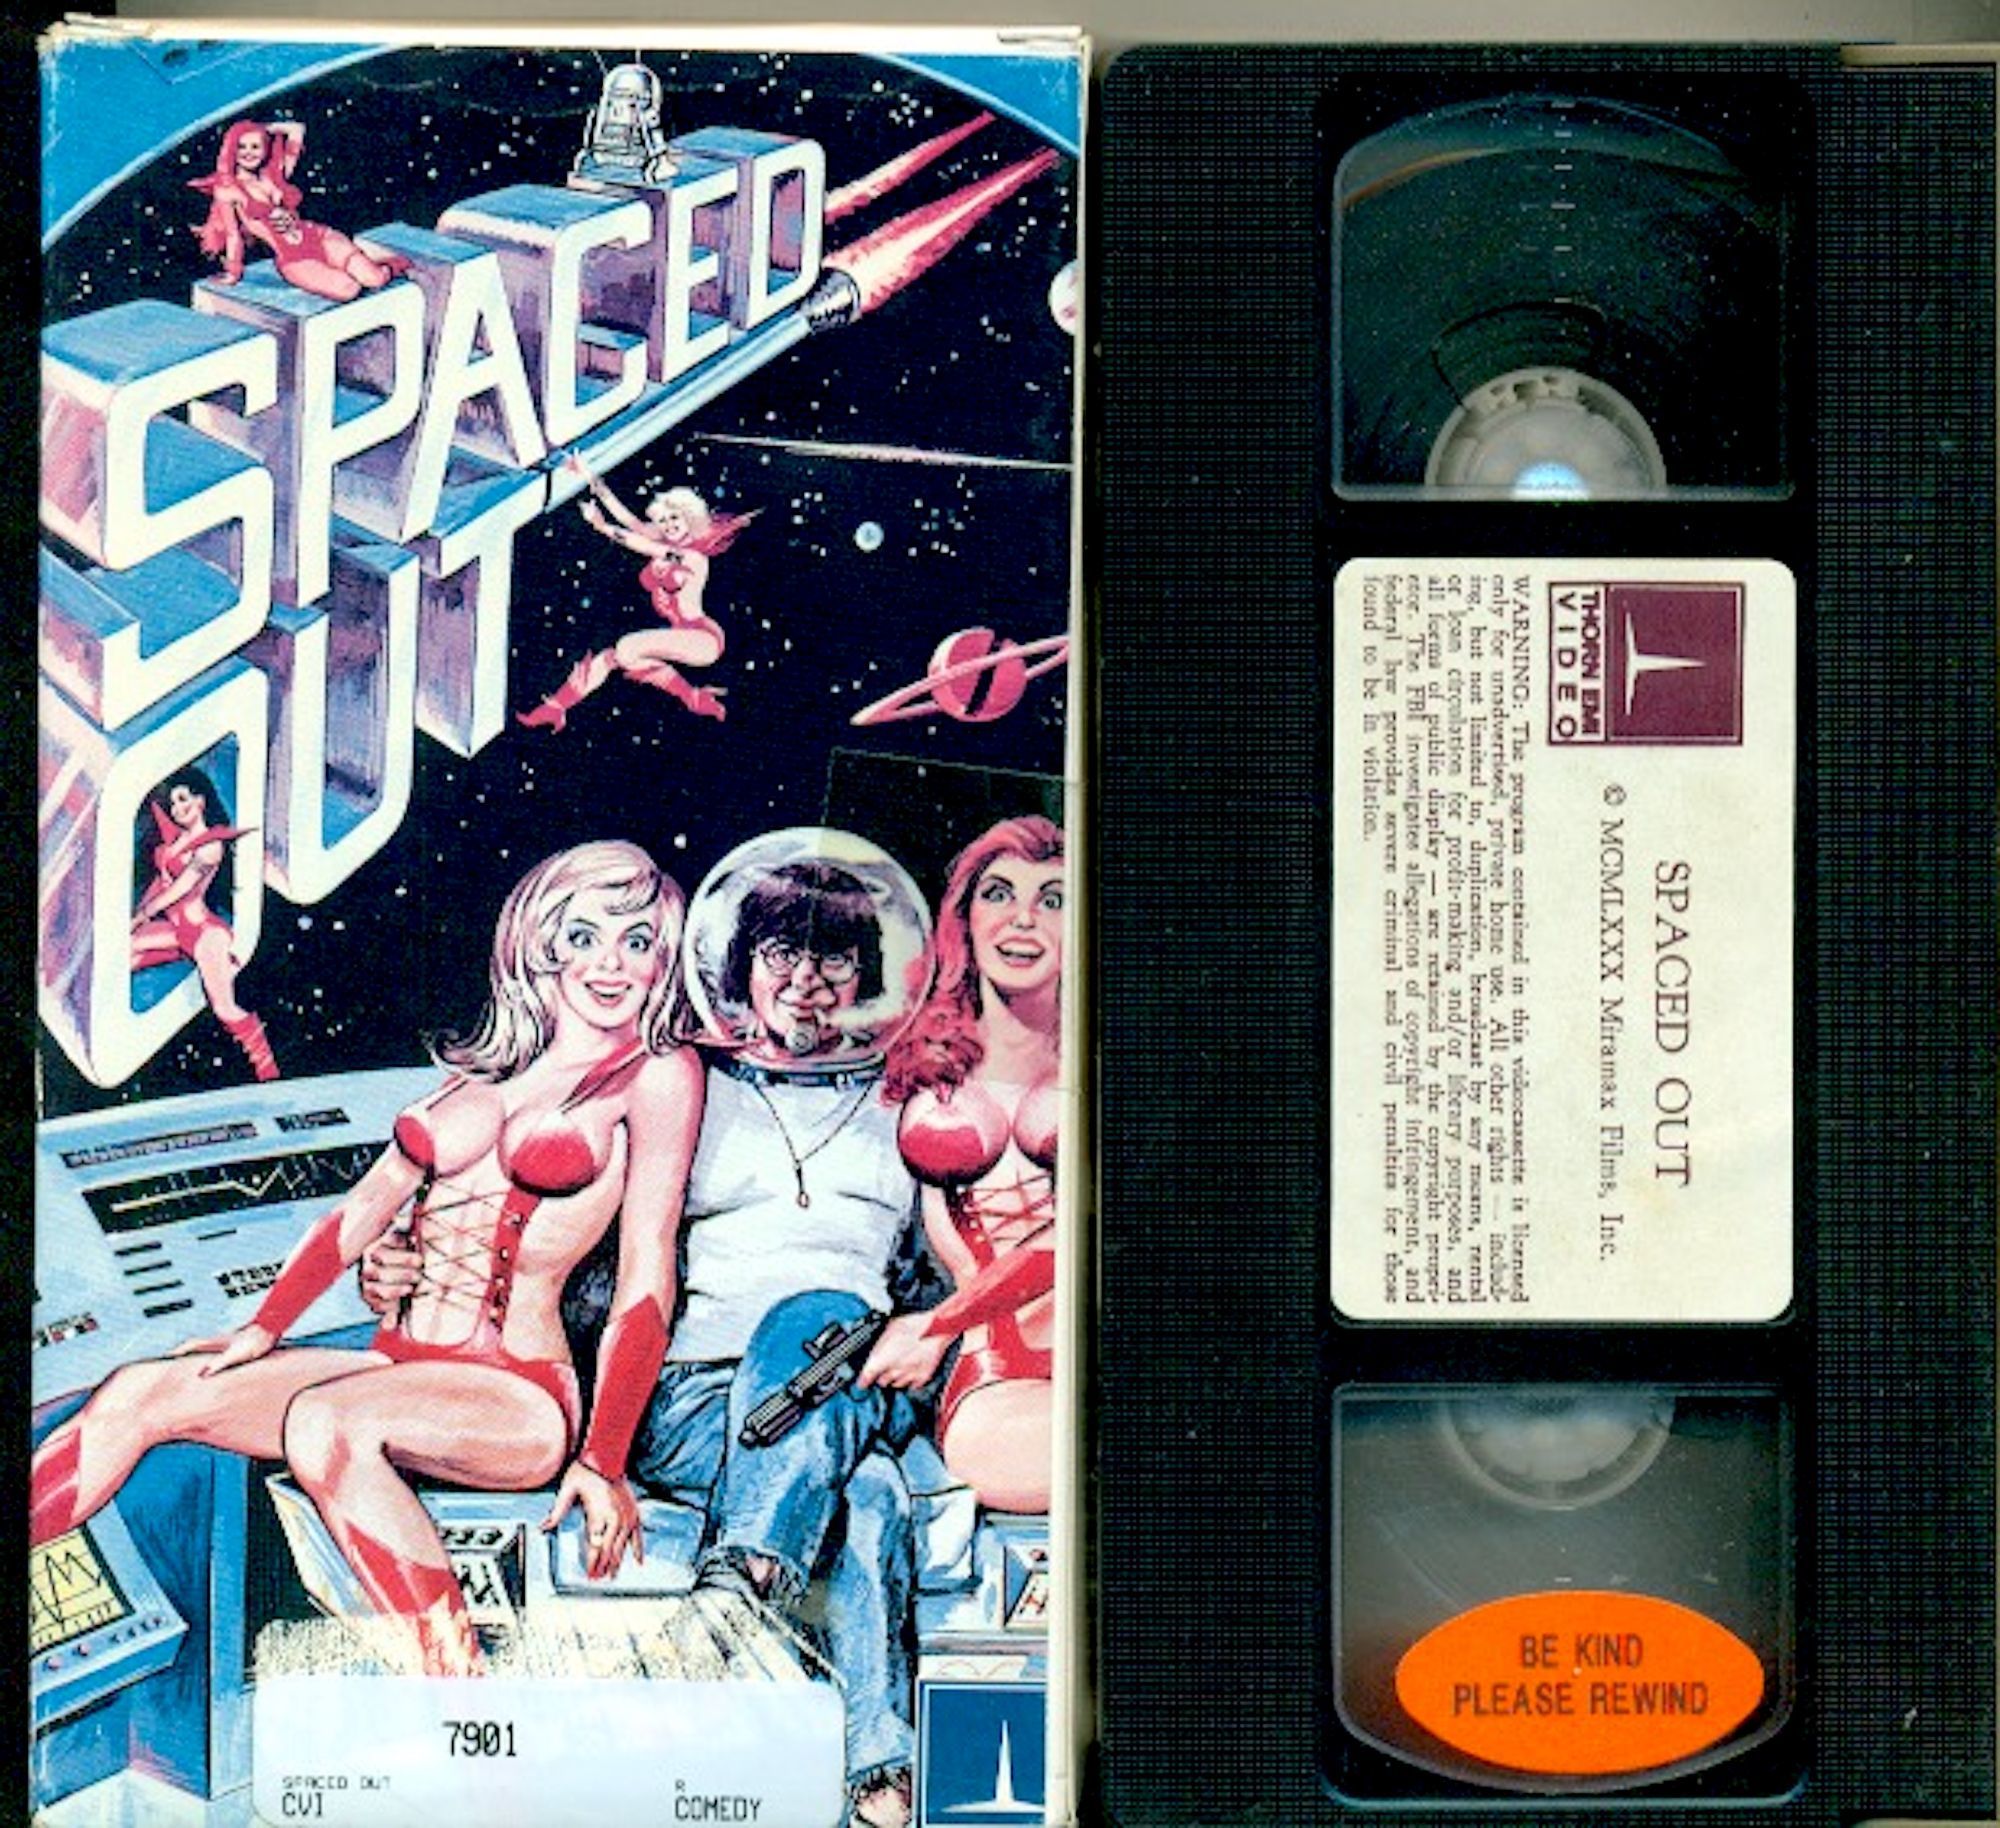 SPACED
OUT
7901
SPACED OUT
CVI
R
COMEDY
THORN EMI
VIDEO
SPACED OUT
© MCMLXXX Miramax Films, Inc.
WARNING: The program contained in this videocassette is licensed
only for unadvertised, private home use. All other rights — includ-
ing, but not limited to, duplication, broadcast by any means, rental
or loan circulation for profit-making and/or library purposes, and
all forms of public display — are retained by the copyright propri-
etor. The FBI investigates allegations of copyright infringement, and
federal law provides severe criminal and civil penalties for those
found to be in violation.
BE KIND
PLEASE REWIND